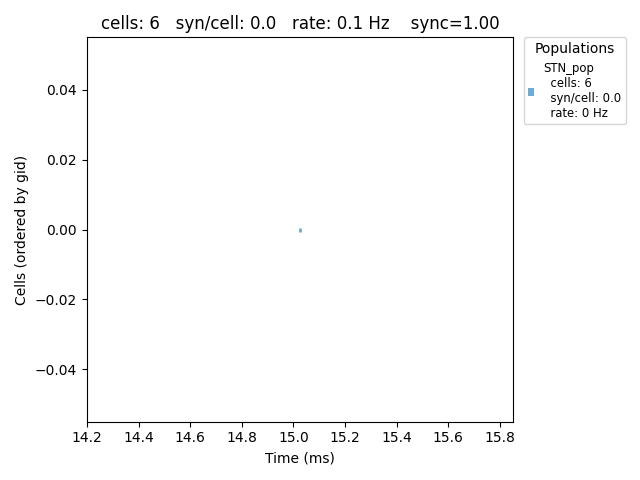 cells: 6   syn/cell: 0.0   rate: 0.1 Hz    sync=1.00
Populations
STN_pop
cells: 6
syn/cell: 0.0
rate: 0 Hz
Cells (ordered by gid)
0.04
0.02
0.00
−0.02
−0.04
14.2 14.4 14.6 14.8 15.0 15.2 15.4 15.6 15.8
Time (ms)